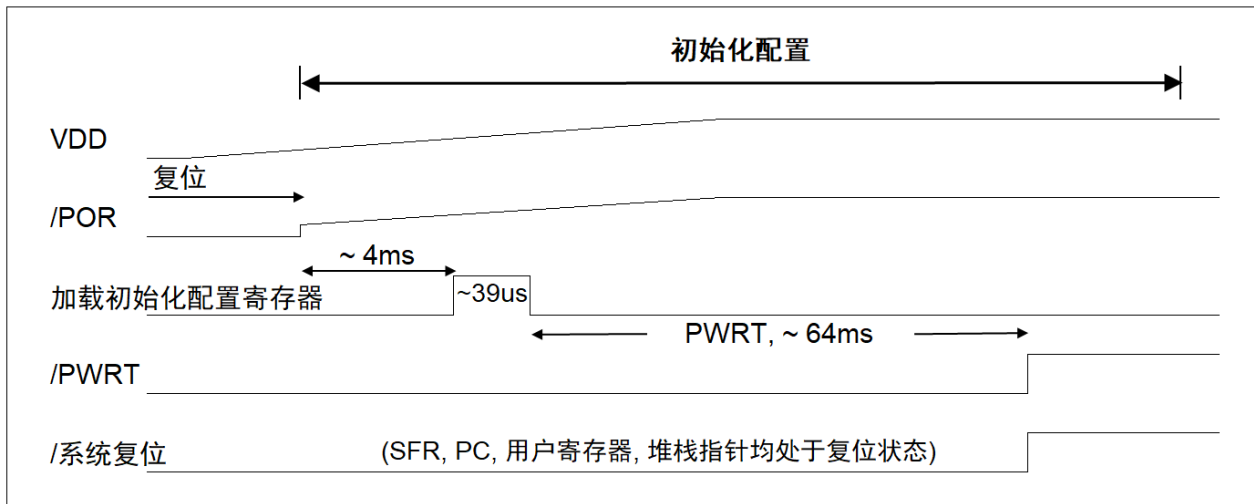 初始化配置
VDD
复位
/POR
~ 4ms
加载初始化配置寄存器
~39us
PWRT, ~ 64ms
/PWRT
/系统复位
(SFR, PC, 用户寄存器, 堆栈指针均处于复位状态)